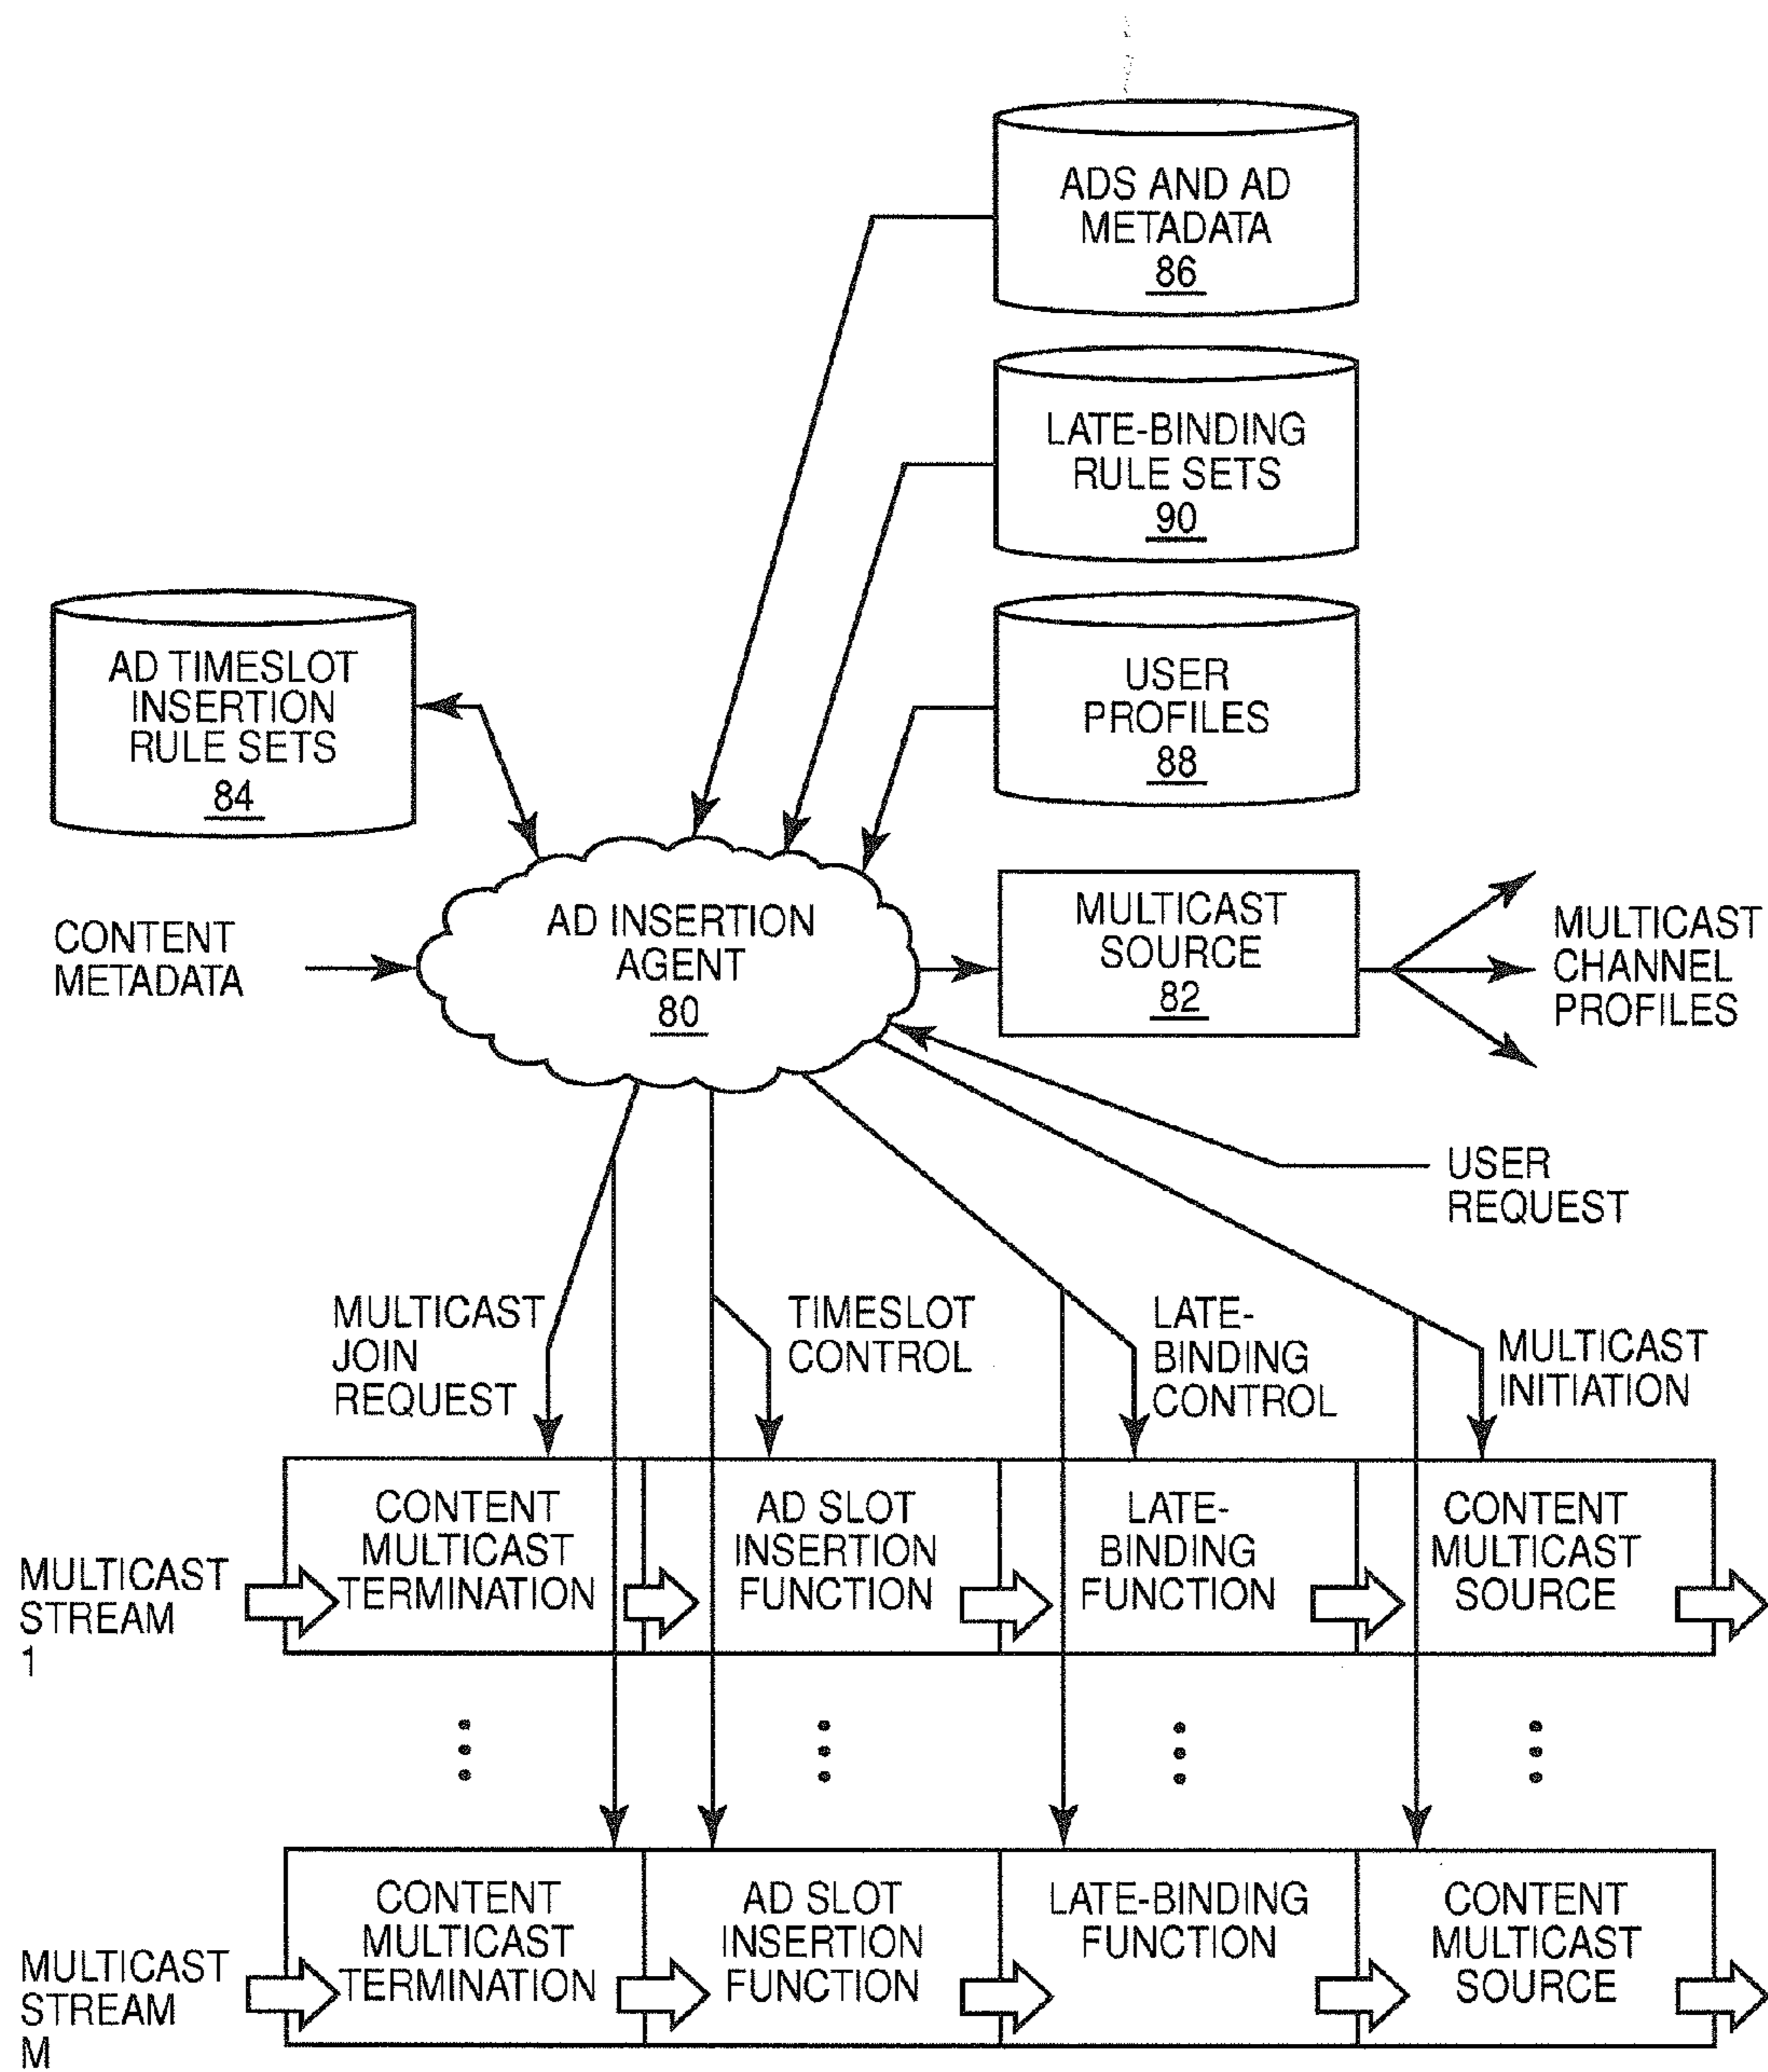 ADS AND AD
METADATA
86
LATE-BINDING
RULE SETS
90
AD TIMESLOT
INSERTION
RULE SETS
84
USER
PROFILES
88
CONTENT
METADATA
AD INSERTION
AGENT
80
MULTICAST
SOURCE
82
MULTICAST
CHANNEL
PROFILES
USER
REQUEST
MULTICAST
JOIN
REQUEST
TIMESLOT
CONTROL
LATE-
BINDING
CONTROL
MULTICAST
INITIATION
MULTICAST
STREAM
1
CONTENT
MULTICAST
TERMINATION
AD SLOT
INSERTION
FUNCTION
LATE-
BINDING
FUNCTION
CONTENT
MULTICAST
SOURCE
MULTICAST
STREAM
M
CONTENT
MULTICAST
TERMINATION
AD SLOT
INSERTION
FUNCTION
LATE-BINDING
FUNCTION
CONTENT
MULTICAST
SOURCE